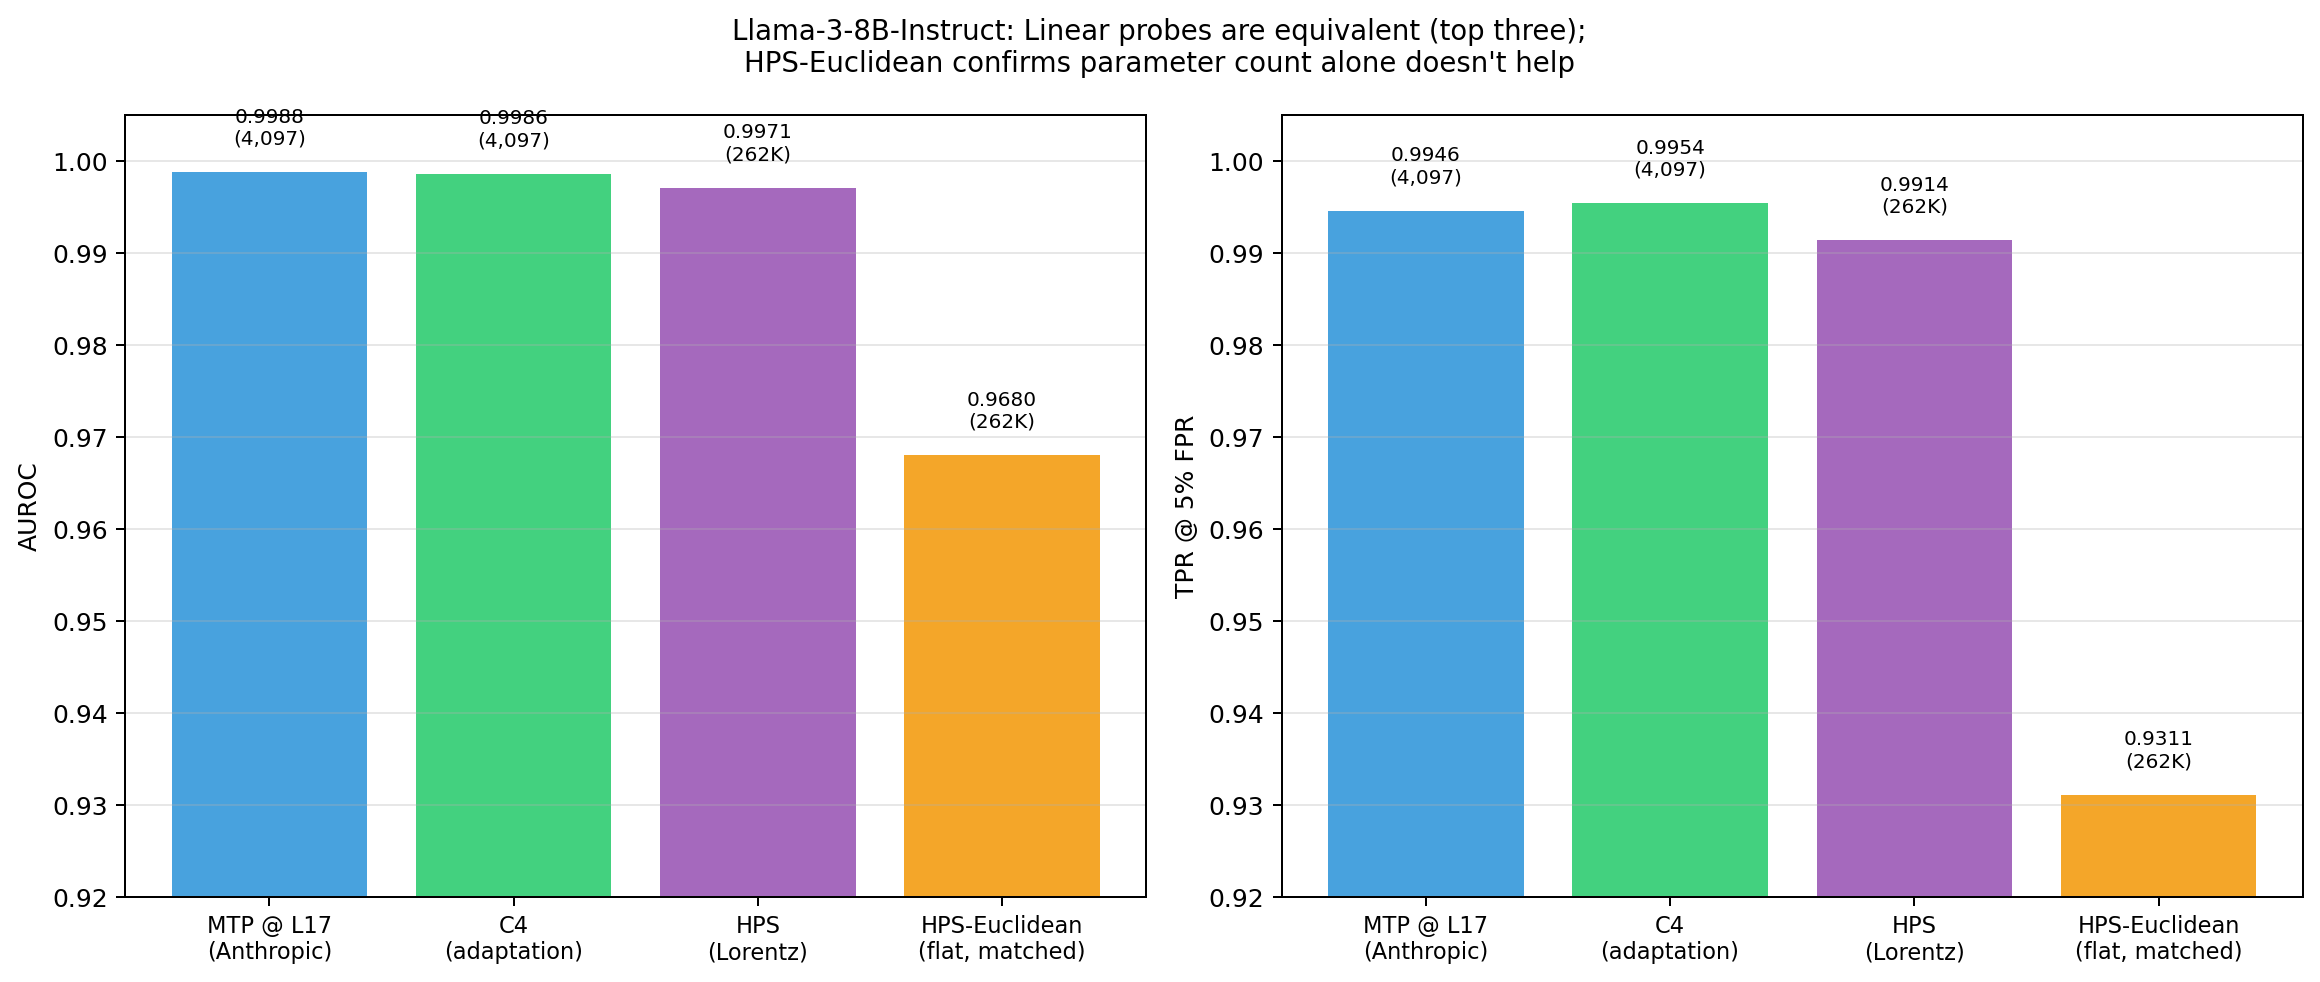 Llama-3-8B-Instruct: Linear probes are equivalent (top three);
HPS-Euclidean confirms parameter count alone doesn't help
AUROC
1.00
0.99
0.98
0.97
0.96
0.95
0.94
0.93
0.92
0.9988
(4,097)
0.9986
(4,097)
0.9971
(262K)
0.9680
(262K)
MTP @ L17
(Anthropic)
C4
(adaptation)
HPS
(Lorentz)
HPS-Euclidean
(flat, matched)
TPR @ 5% FPR
1.00
0.99
0.98
0.97
0.96
0.95
0.94
0.93
0.92
0.9946
(4,097)
0.9954
(4,097)
0.9914
(262K)
0.9311
(262K)
MTP @ L17
(Anthropic)
C4
(adaptation)
HPS
(Lorentz)
HPS-Euclidean
(flat, matched)